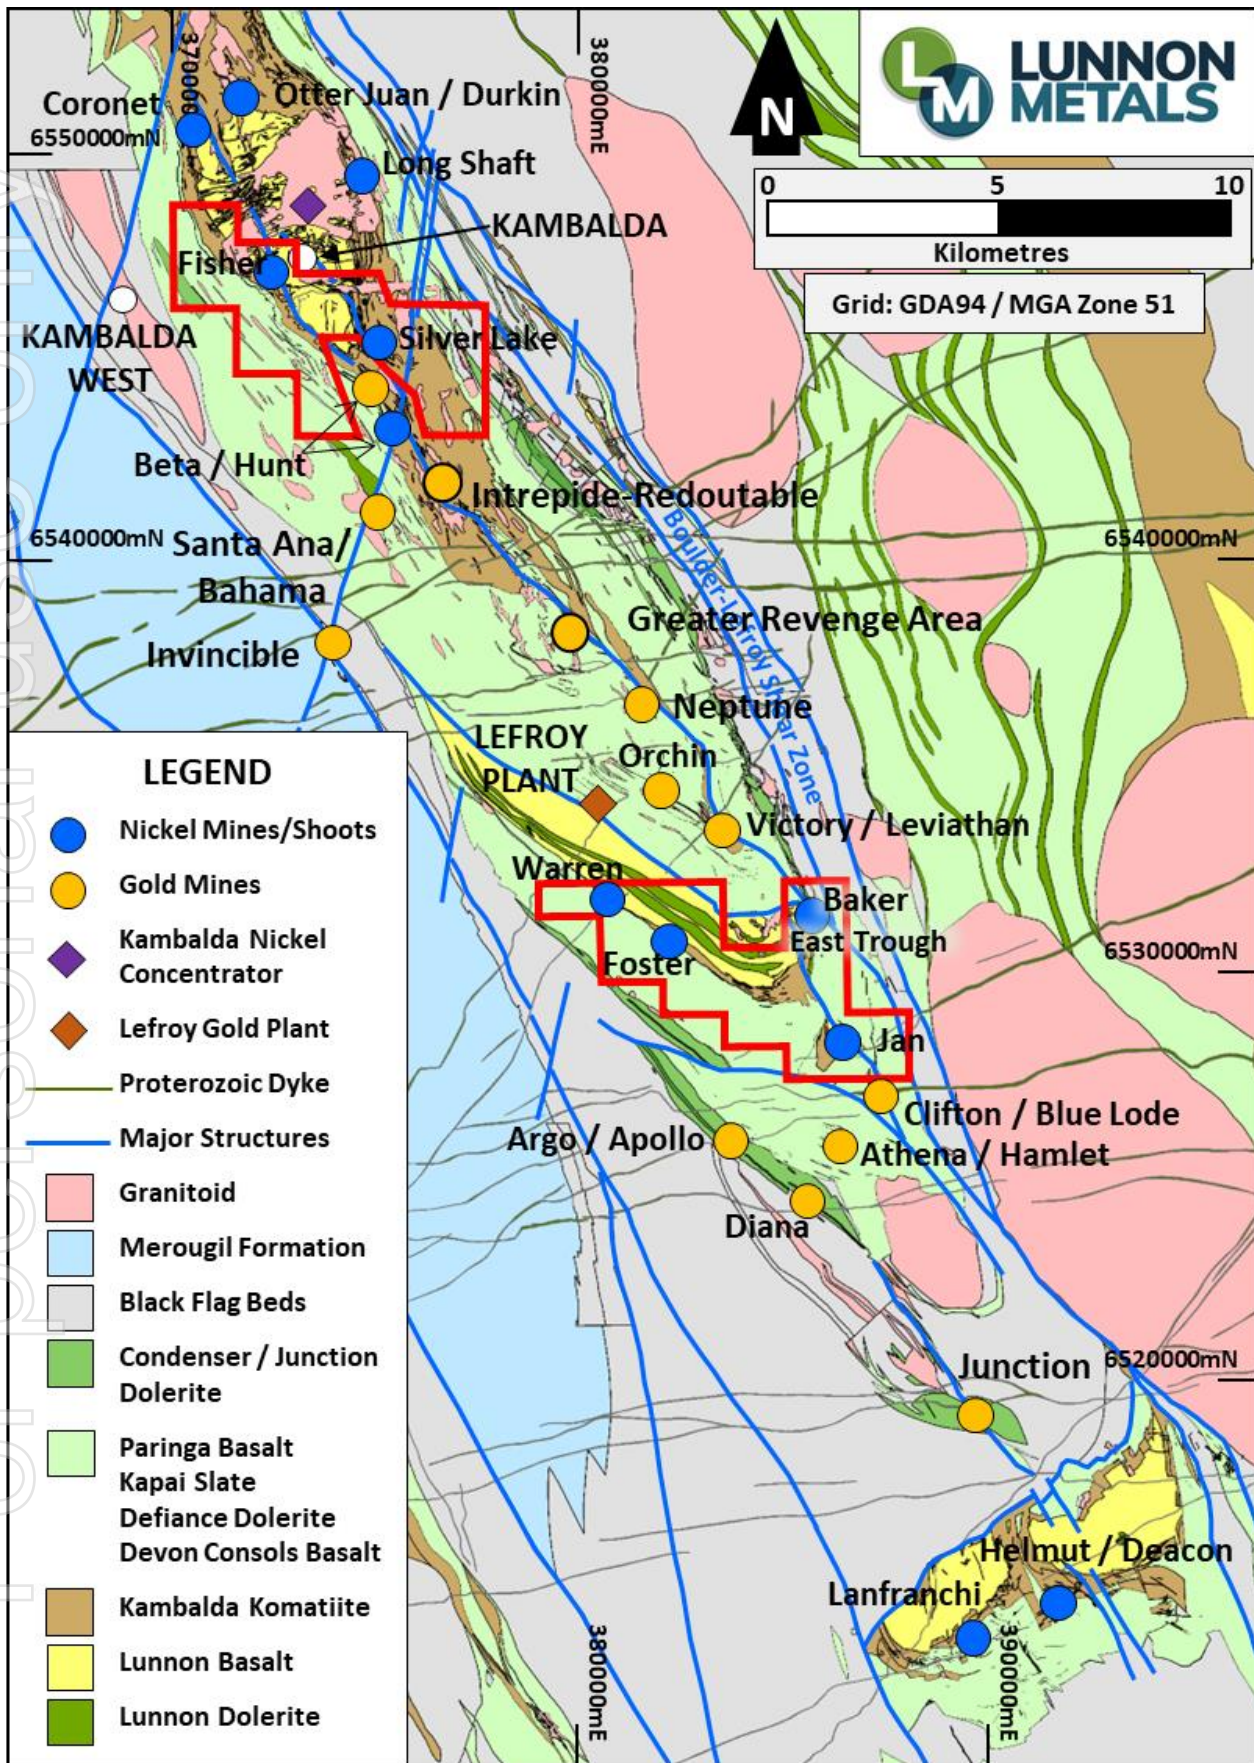 LM
LUNNON
METALS
N
0 5 10
Kilometres
Grid: GDA94 / MGA Zone 51
370000
380000mE
Coronet
6550000mN
Otter Juan / Durkin
Long Shaft
KAMBALDA
Fisher
KAMBALDA
WEST
Silver Lake
Beta / Hunt
Intrepide-Redoutable
6540000mN
6540000mN
Santa Ana/
Bahama
Boulder-Lefroy Shear Zone
Greater Revenge Area
Invincible
Neptune
LEFROY
PLANT
Orchin
Victory / Leviathan
Warren
Baker
East Trough
Foster
6530000mN
Jan
Clifton / Blue Lode
Argo / Apollo
Athena / Hamlet
Diana
Junction
6520000mN
Helmut / Deacon
Lanfranchi
380000mE
390000mE
LEGEND
Nickel Mines/Shoots
Gold Mines
Kambalda Nickel
Concentrator
Lefroy Gold Plant
Proterozoic Dyke
Major Structures
Granitoid
Merougil Formation
Black Flag Beds
Condenser / Junction
Dolerite
Paringa Basalt
Kapai Slate
Defiance Dolerite
Devon Consols Basalt
Kambalda Komatiite
Lunnon Basalt
Lunnon Dolerite
For personal use only